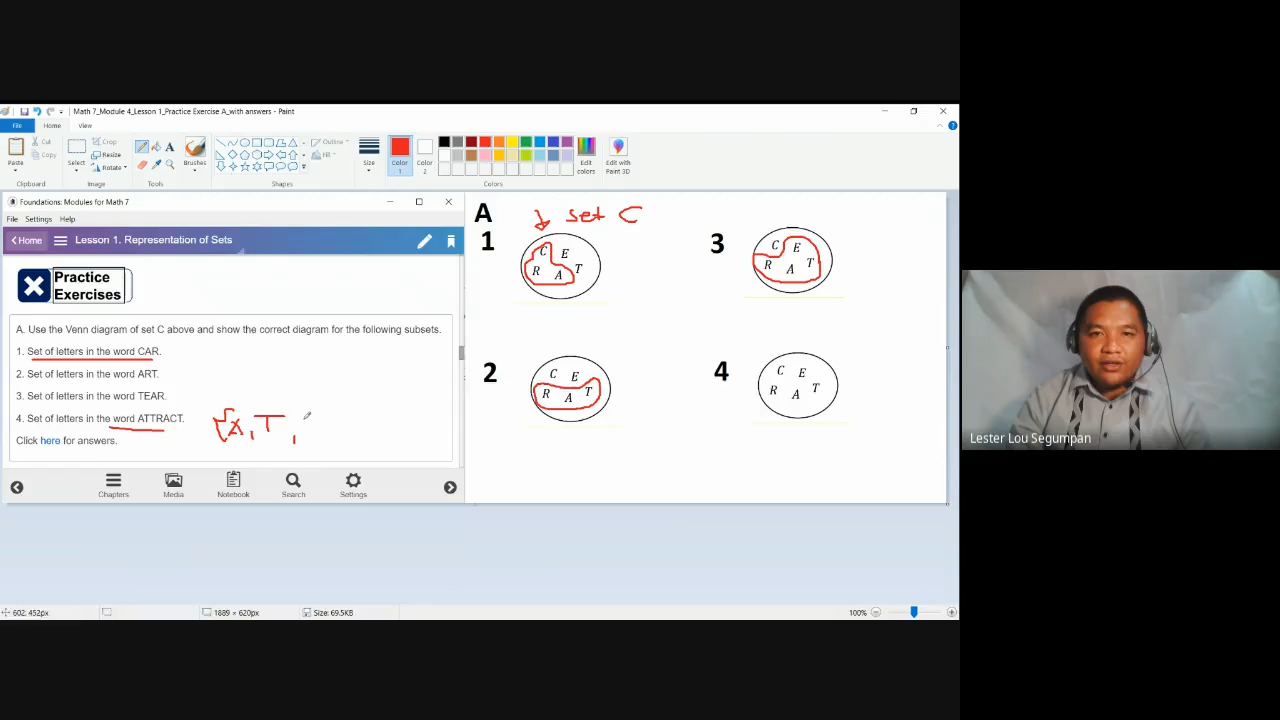 Math 7_Module 4_Lesson 1_Practice Exercise A_with answers - Paint
File Home View
Paste
Cut
Copy
Clipboard
Select
Crop
Resize
Rotate
Image
Tools
Brushes
Shapes
Outline
Fill
Size
Color 1
Color 2
Edit colors
Colors
Edit with Paint 3D
Foundations: Modules for Math 7
File Settings Help
Home
Lesson 1. Representation of Sets
Practice
Exercises
A. Use the Venn diagram of set C above and show the correct diagram for the following subsets.
1. Set of letters in the word CAR.
2. Set of letters in the word ART.
3. Set of letters in the word TEAR.
4. Set of letters in the word ATTRACT.
Click here for answers.
{A, T,
Chapters Media Notebook Search Settings
A
set C
1
C E
R A T
3
C E
R A T
2
C E
R A T
4
C E
R A T
602, 452px
1889 × 620px
Size: 69.5KB
100%
Lester Lou Segumpan